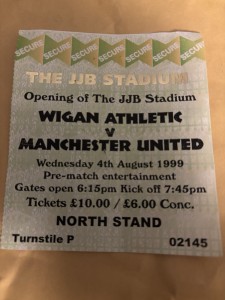 SECURE SECURE SECURE SECURE SECURE
THE JJB STADIUM
Opening of The JJB Stadium
WIGAN ATHLETIC
V
MANCHESTER UNITED
Wednesday 4th August 1999
Pre-match entertainment
Gates open 6:15pm Kick off 7:45pm
Tickets £10.00 / £6.00 Conc.
NORTH STAND
Turnstile P 02145